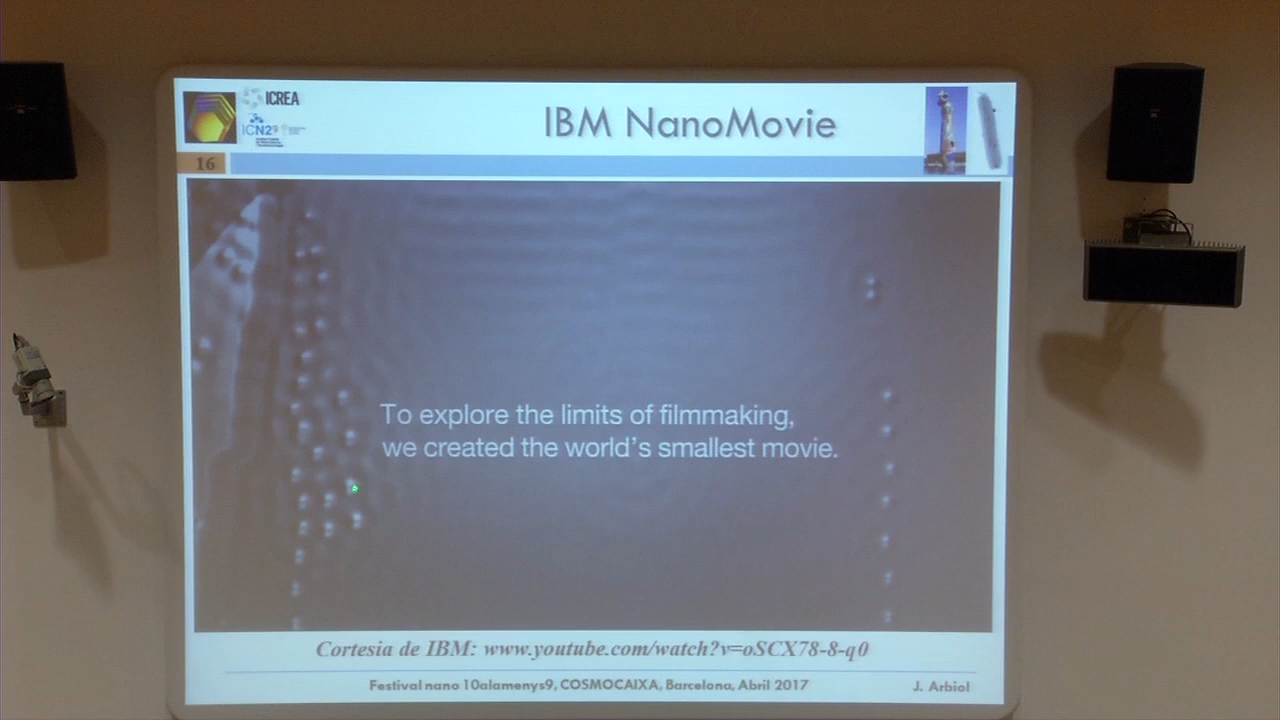 ICREA
IBM NanoMovie
ICN2
16
To explore the limits of filmmaking,
we created the world's smallest movie.
Cortesia de IBM: www.youtube.com/watch?v=oSCX78-8-q0
Festival nano 10alamenys9, COSMOCAIXA, Barcelona, Abril 2017
J. Arbiol